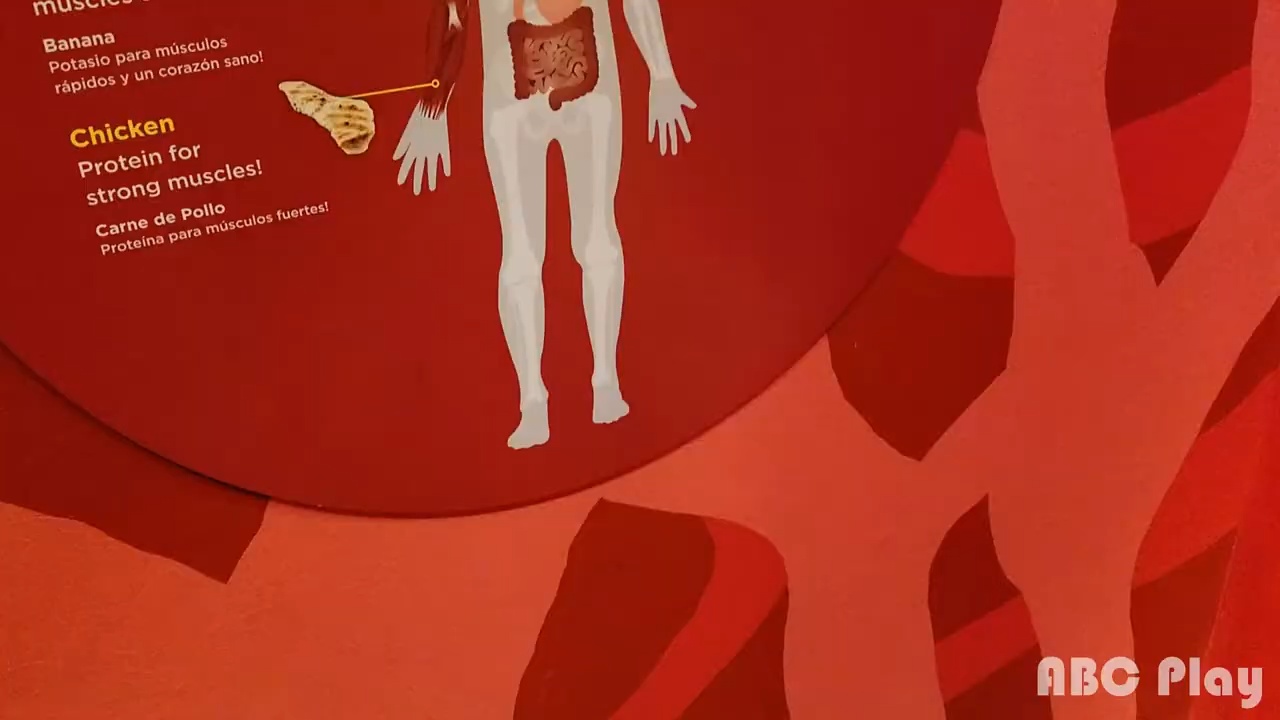 Banana
Potasio para músculos
rápidos y un corazón sano!
Chicken
Protein for
strong muscles!
Carne de Pollo
Proteína para músculos fuertes!
ABC Play